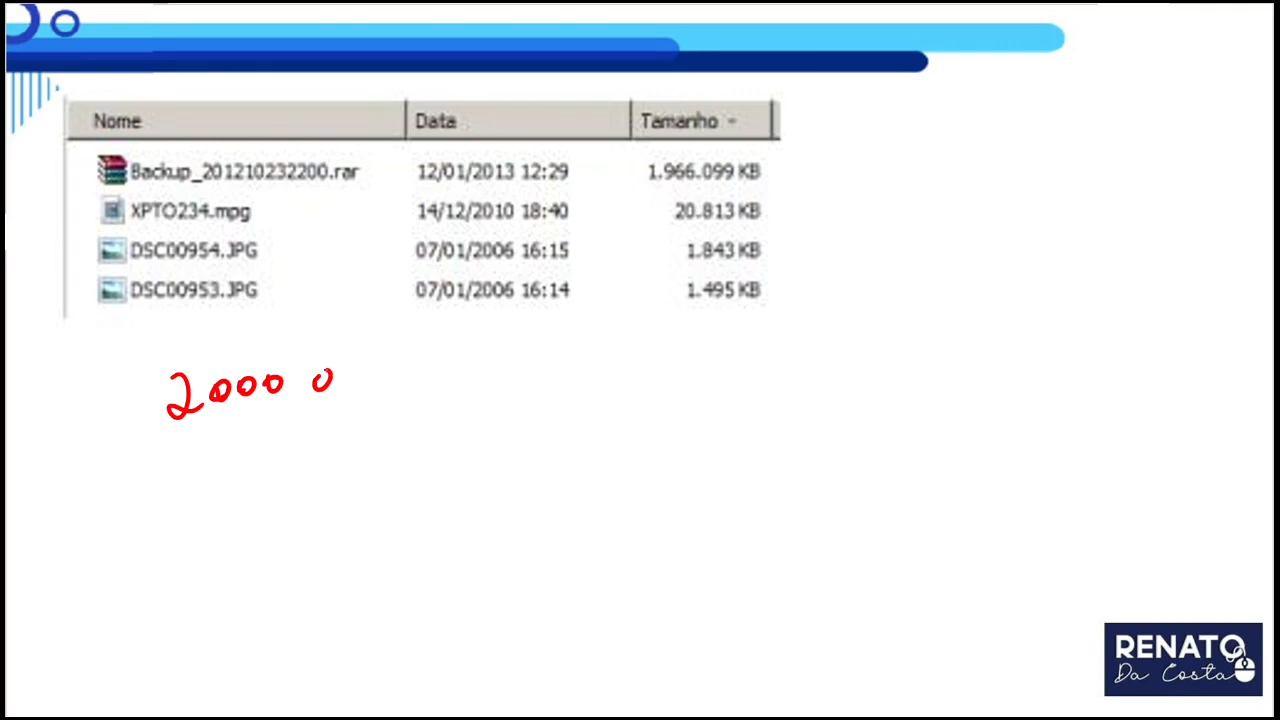 Nome Data Tamanho
Backup_201210232200.rar 12/01/2013 12:29 1.966.099 KB
XPTO234.mpg 14/12/2010 18:40 20.813 KB
DSC00954.JPG 07/01/2006 16:15 1.843 KB
DSC00953.JPG 07/01/2006 16:14 1.495 KB
2000 0
RENATO
Da Costa